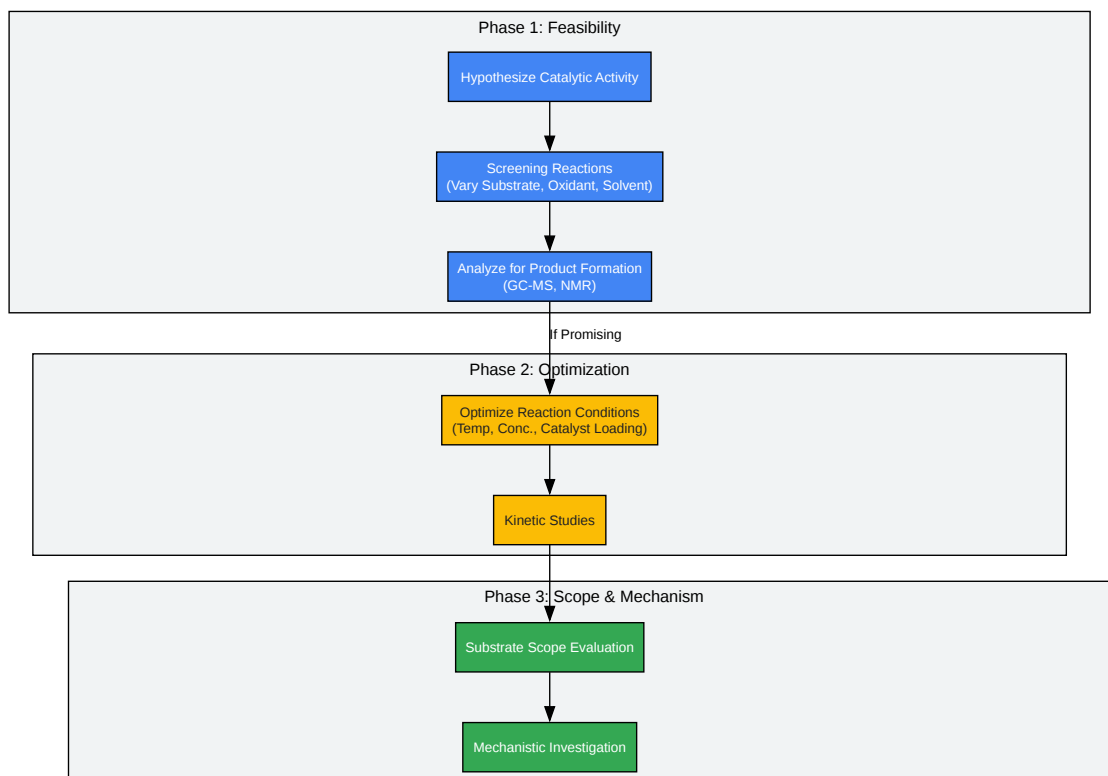 Phase 1: Feasibility
Hypothesize Catalytic Activity
Screening Reactions
(Vary Substrate, Oxidant, Solvent)
Analyze for Product Formation
(GC-MS, NMR)
If Promising
Phase 2: Optimization
Optimize Reaction Conditions
(Temp, Conc., Catalyst Loading)
Kinetic Studies
Phase 3: Scope & Mechanism
Substrate Scope Evaluation
Mechanistic Investigation